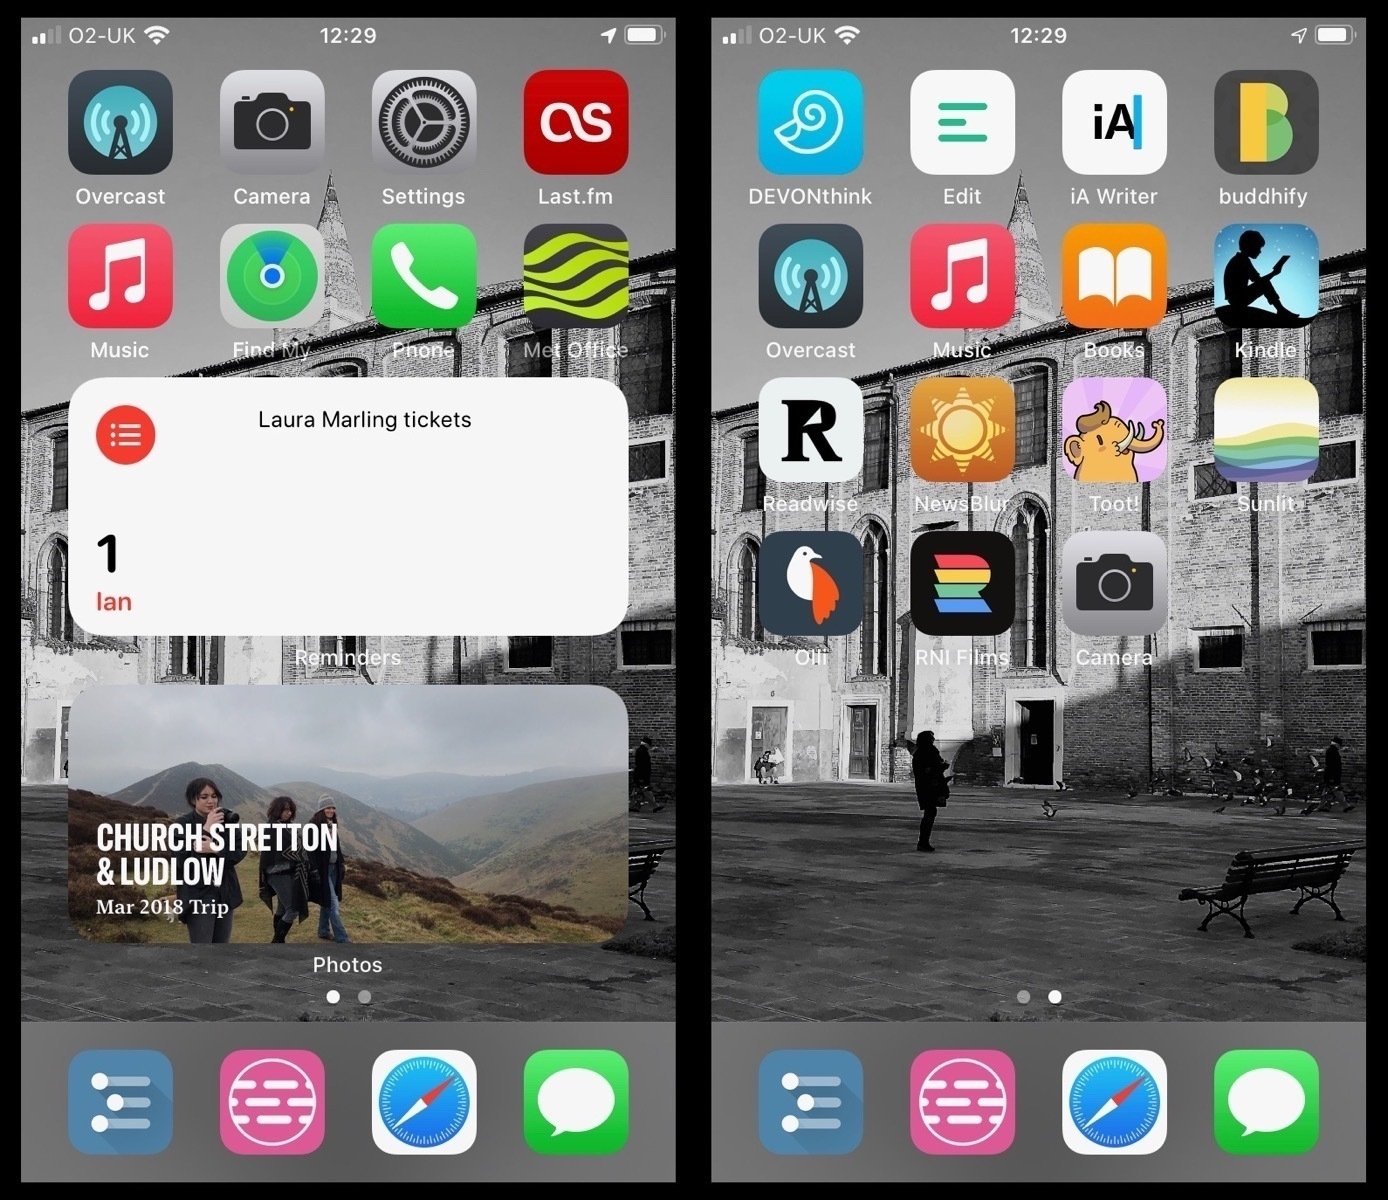 O2-UK 12:29
Overcast Camera Settings Last.fm
Music Find My Phone Met Office
Laura Marling tickets
1
Ian
Reminders
CHURCH STRETTON
& LUDLOW
Mar 2018 Trip
Photos
O2-UK 12:29
iA
DEVONthink Edit iA Writer buddhify
Overcast Music Books Kindle
R
Readwise NewsBlur Toot! Sunlit
Olii RNI Films Camera